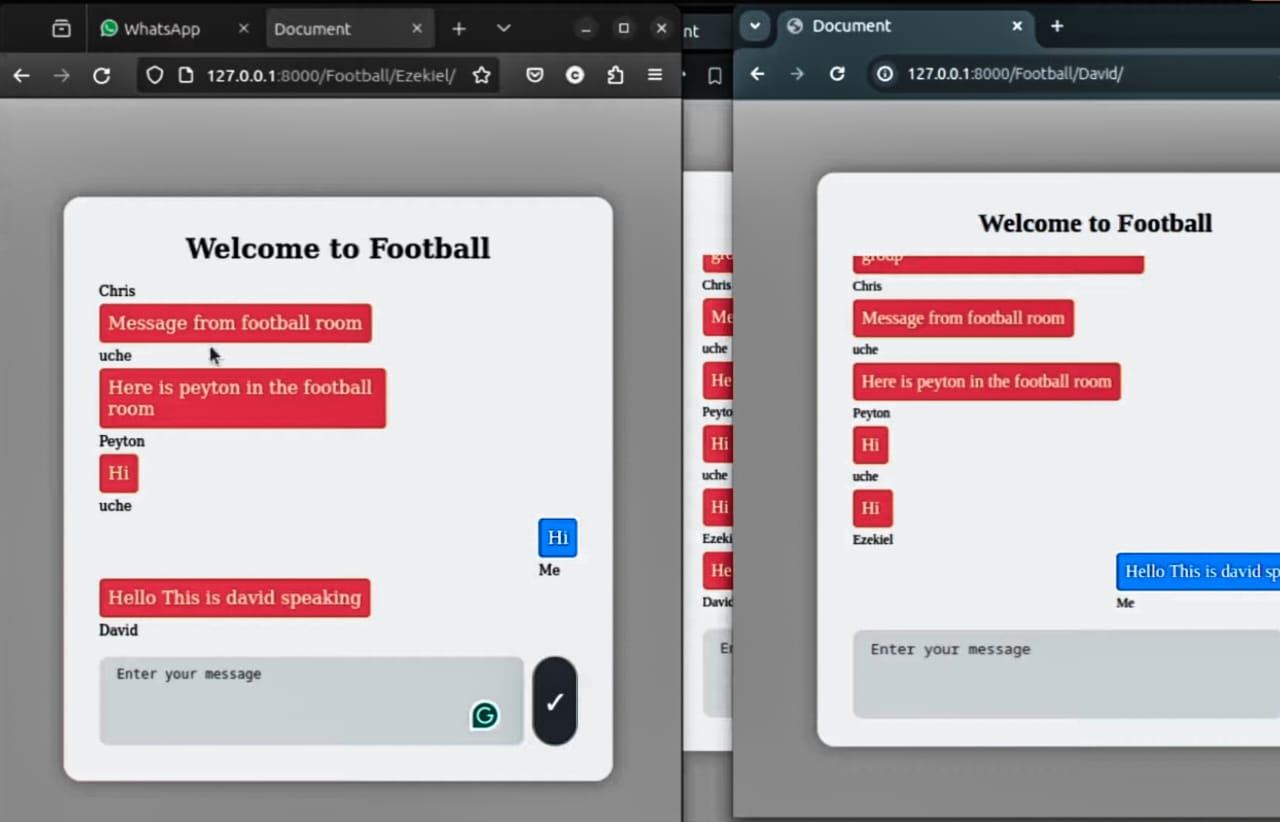 WhatsApp
Document
127.0.0.1:8000/Football/Ezekiel/
Welcome to Football
Chris
Message from football room
uche
Here is peyton in the football
room
Peyton
Hi
uche
Hi
Me
Hello This is david speaking
David
Enter your message
nt
Chris
Me
uche
He
Peyto
Hi
uche
Hi
Ezeki
He
David
Document
127.0.0.1:8000/Football/David/
Welcome to Football
group
Chris
Message from football room
uche
Here is peyton in the football room
Peyton
Hi
uche
Hi
Ezekiel
Hello This is david sp
Me
Enter your message